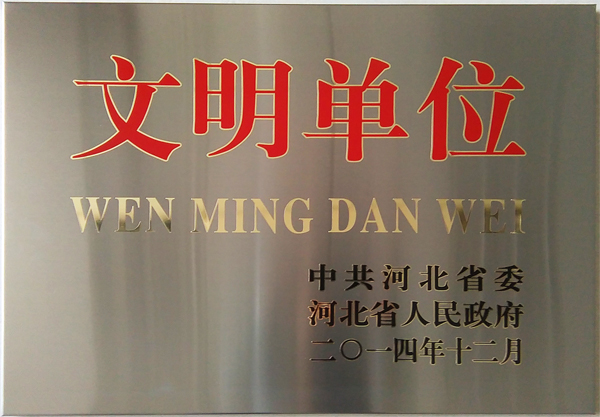 文明单位
WEN MING DAN WEI
中共河北省委
河北省人民政府
二〇一四年十二月